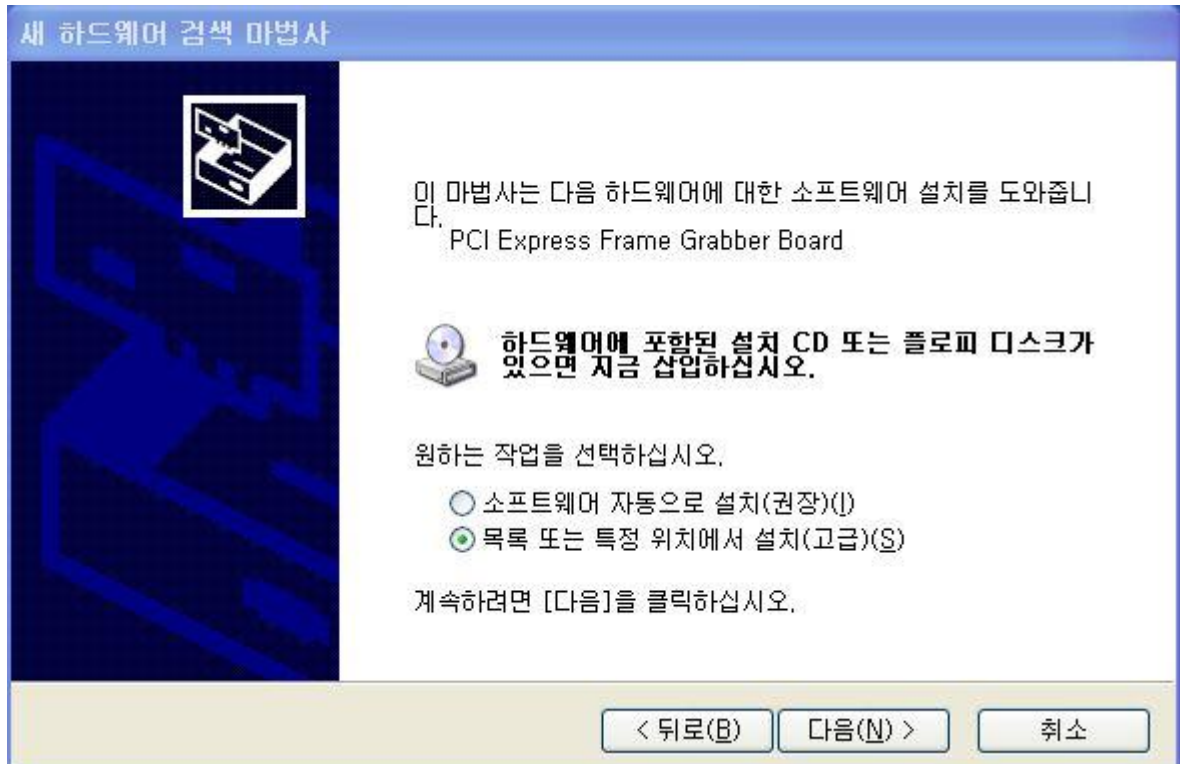 새 하드웨어 검색 마법사
이 마법사는 다음 하드웨어에 대한 소프트웨어 설치를 도와줍니
다.
PCI Express Frame Grabber Board
하드웨어에 포함된 설치 CD 또는 플로피 디스크가
있으면 지금 삽입하십시오.
원하는 작업을 선택하십시오.
소프트웨어 자동으로 설치(권장)(I)
목록 또는 특정 위치에서 설치(고급)(S)
계속하려면 [다음]을 클릭하십시오.
< 뒤로(B) 다음(N) > 취소